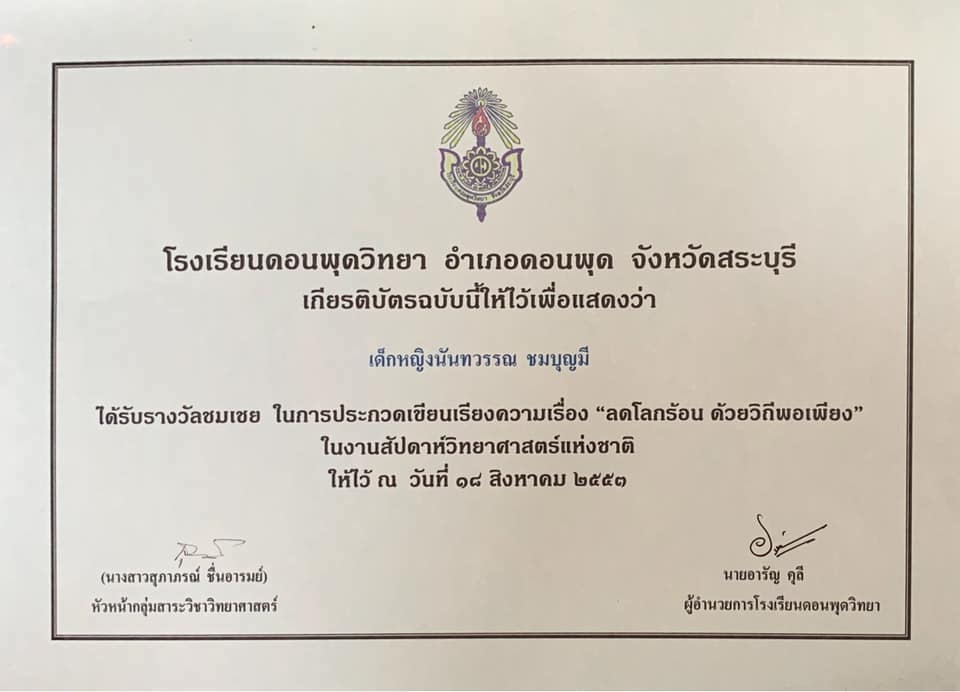 โรงเรียนดอนพุดวิทยา อำเภอดอนพุด จังหวัดสระบุรี
เกียรติบัตรฉบับนี้ให้ไว้เพื่อแสดงว่า
เด็กหญิงนันทวรรณ ชมบุญมี
ได้รับรางวัลชมเชย ในการประกวดเขียนเรียงความเรื่อง “ลดโลกร้อน ด้วยวิถีพอเพียง”
ในงานสัปดาห์วิทยาศาสตร์แห่งชาติ
ให้ไว้ ณ วันที่ ๑๘ สิงหาคม ๒๕๕๓
(นางสาวสุภาภรณ์ ชื่นอารมย์)
หัวหน้ากลุ่มสาระวิชาวิทยาศาสตร์
นายอารัญ ดุลี
ผู้อำนวยการโรงเรียนดอนพุดวิทยา